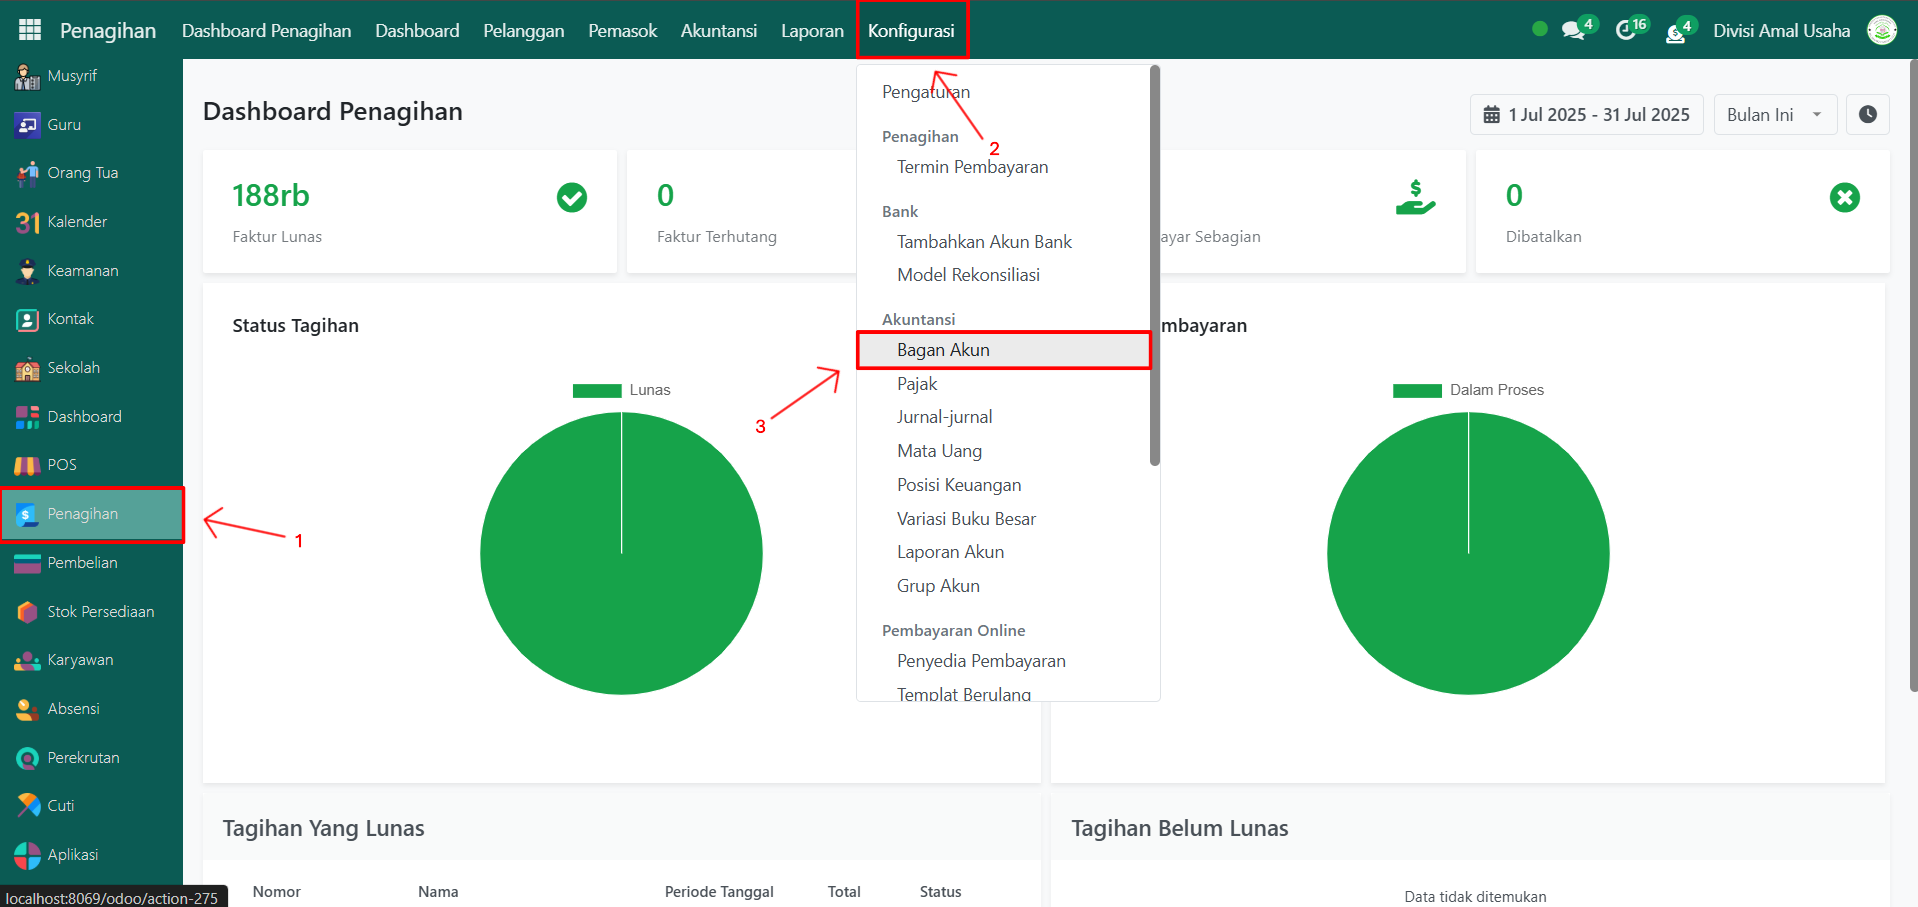 Penagihan
Dashboard Penagihan
Dashboard
Pelanggan
Pemasok
Akuntansi
Laporan
Konfigurasi
4
16
4
Divisi Amal Usaha
Musyrif
Guru
Orang Tua
Kalender
Keamanan
Kontak
Sekolah
Dashboard
POS
Penagihan
Pembelian
Stok Persediaan
Karyawan
Absensi
Perekrutan
Cuti
Aplikasi
localhost:8069/odoo/action-275
1
2
3
Pengaturan
Penagihan
Termin Pembayaran
Bank
Tambahkan Akun Bank
Model Rekonsiliasi
Akuntansi
Bagan Akun
Pajak
Jurnal-jurnal
Mata Uang
Posisi Keuangan
Variasi Buku Besar
Laporan Akun
Grup Akun
Pembayaran Online
Penyedia Pembayaran
Templat Berulang
Dashboard Penagihan
1 Jul 2025 - 31 Jul 2025
Bulan Ini
188rb
Faktur Lunas
0
Faktur Terhutang
ayar Sebagian
0
Dibatalkan
Status Tagihan
Lunas
mbayaran
Dalam Proses
Tagihan Yang Lunas
Nomor Nama Periode Tanggal Total Status
Tagihan Belum Lunas
Data tidak ditemukan